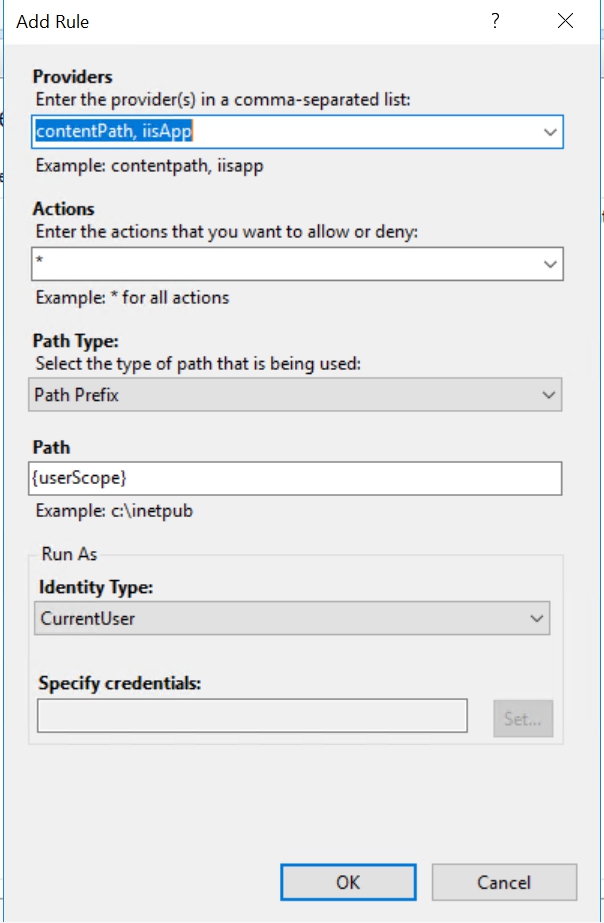 Add Rule
?
Providers
Enter the provider(s) in a comma-separated list:
contentPath, iisApp
Example: contentpath, iisapp
Actions
Enter the actions that you want to allow or deny:
*
Example: * for all actions
Path Type:
Select the type of path that is being used:
Path Prefix
Path
{userScope}
Example: c:\inetpub
Run As
Identity Type:
CurrentUser
Specify credentials:
Set...
OK
Cancel